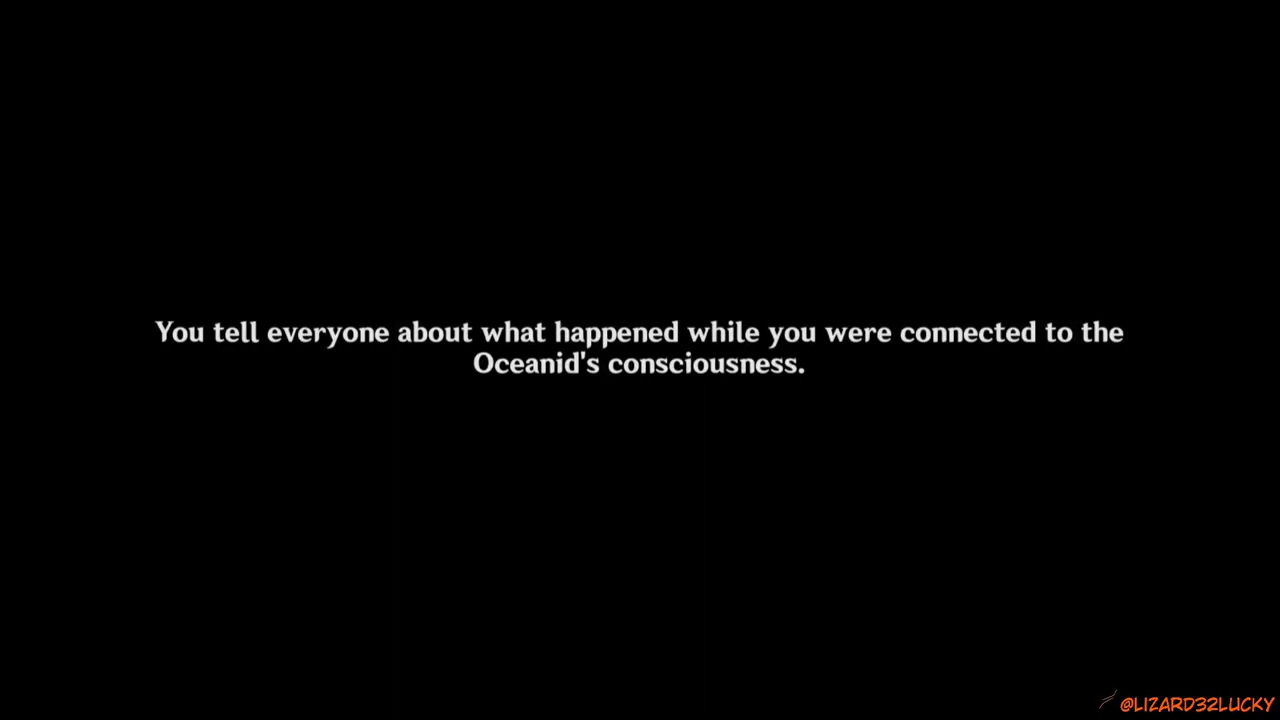 You tell everyone about what happened while you were connected to the
Oceanid's consciousness.
@LIZARD32LUCKY